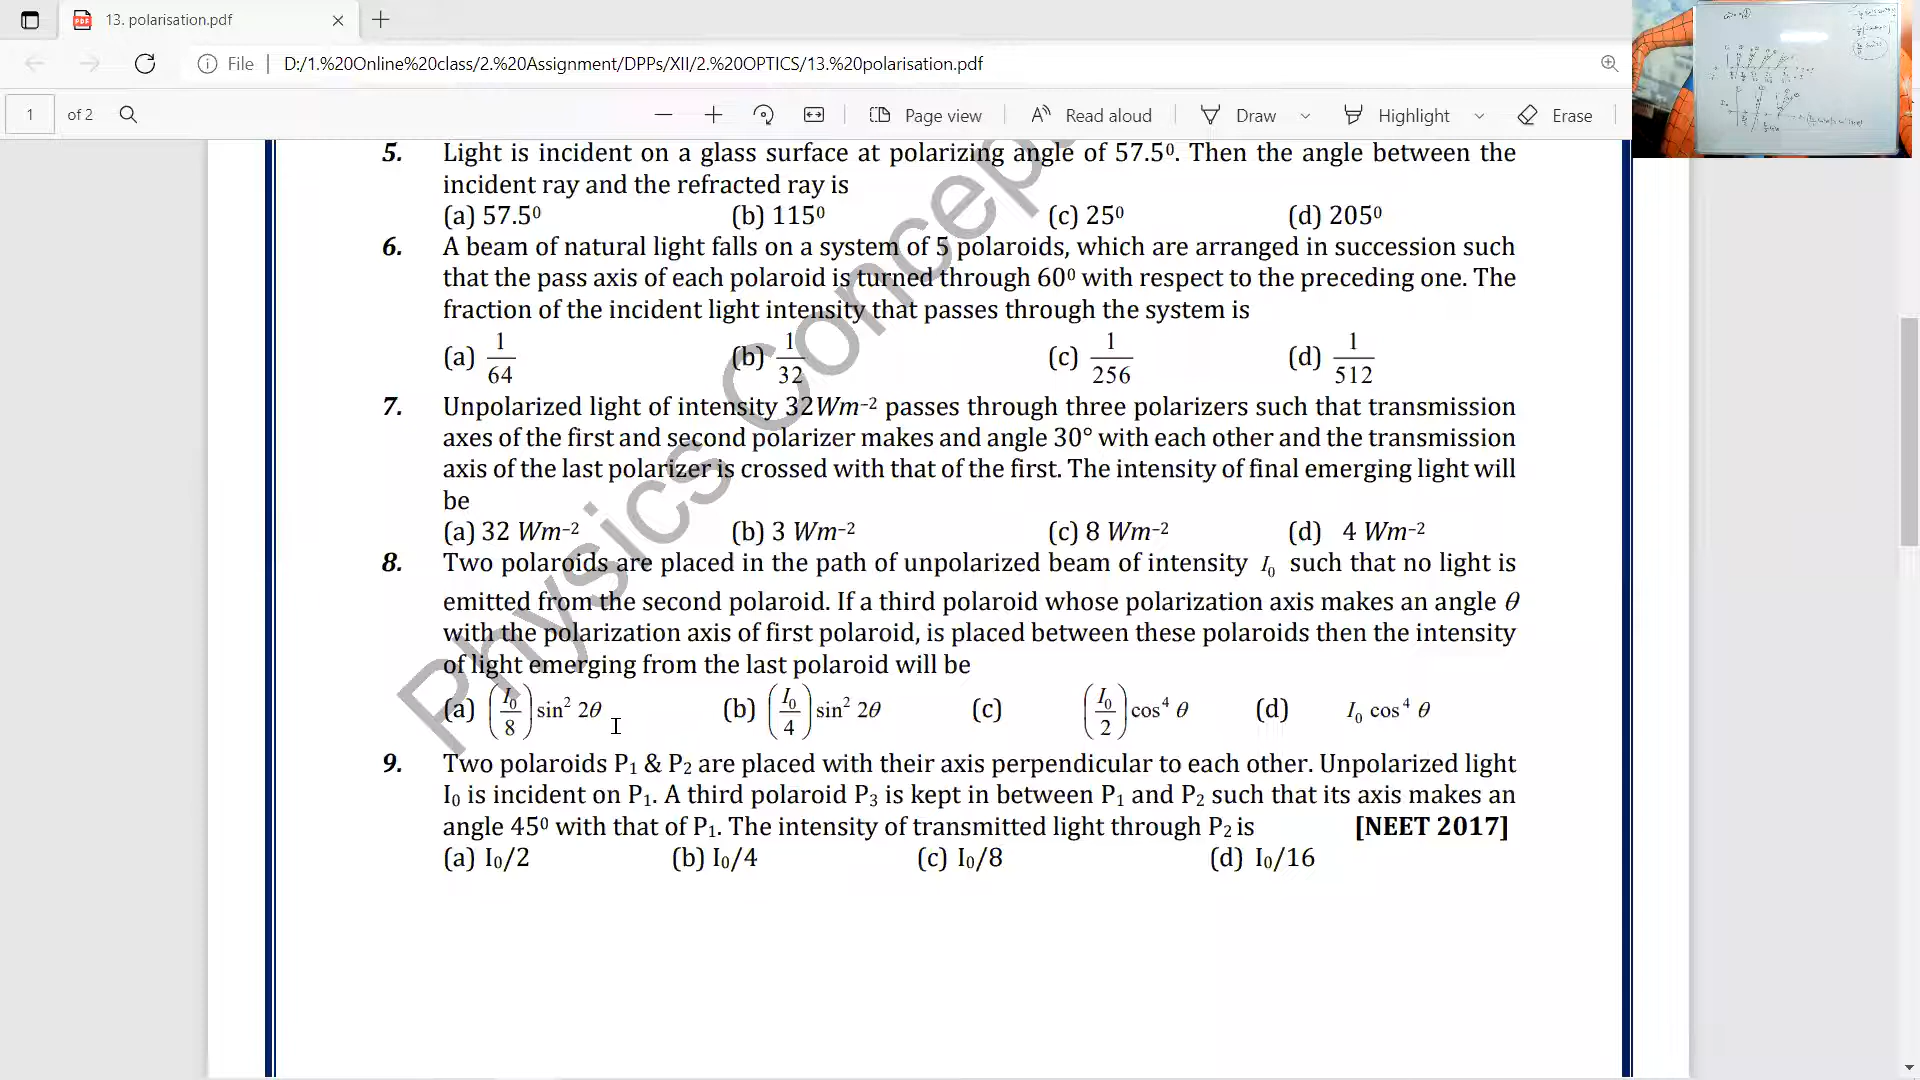 13. polarisation.pdf
File
D:/1.%20Online%20class/2.%20Assignment/DPPs/XII/2.%20OPTICS/13.%20polarisation.pdf
1 of 2
Page view
Read aloud
Draw
Highlight
Erase
5. Light is incident on a glass surface at polarizing angle of 57.5⁰. Then the angle between the
incident ray and the refracted ray is
(a) 57.5⁰ (b) 115⁰ (c) 25⁰ (d) 205⁰
6. A beam of natural light falls on a system of 5 polaroids, which are arranged in succession such
that the pass axis of each polaroid is turned through 60⁰ with respect to the preceding one. The
fraction of the incident light intensity that passes through the system is
(a) 1/64 (b) 1/32 (c) 1/256 (d) 1/512
7. Unpolarized light of intensity 32Wm⁻² passes through three polarizers such that transmission
axes of the first and second polarizer makes and angle 30° with each other and the transmission
axis of the last polarizer is crossed with that of the first. The intensity of final emerging light will
be
(a) 32 Wm⁻² (b) 3 Wm⁻² (c) 8 Wm⁻² (d) 4 Wm⁻²
8. Two polaroids are placed in the path of unpolarized beam of intensity I₀ such that no light is
emitted from the second polaroid. If a third polaroid whose polarization axis makes an angle θ
with the polarization axis of first polaroid, is placed between these polaroids then the intensity
of light emerging from the last polaroid will be
(a) (I₀/8) sin² 2θ (b) (I₀/4) sin² 2θ (c) (I₀/2) cos⁴ θ (d) I₀ cos⁴ θ
9. Two polaroids P₁ & P₂ are placed with their axis perpendicular to each other. Unpolarized light
I₀ is incident on P₁. A third polaroid P₃ is kept in between P₁ and P₂ such that its axis makes an
angle 45⁰ with that of P₁. The intensity of transmitted light through P₂ is [NEET 2017]
(a) I₀/2 (b) I₀/4 (c) I₀/8 (d) I₀/16
Physics Concept